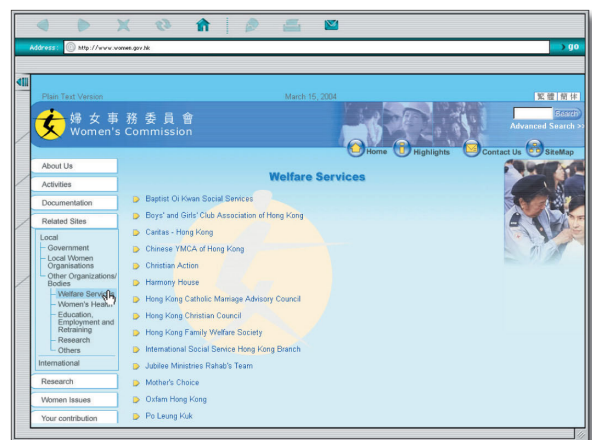 Address: http://www.women.gov.hk
go
Plain Text Version
March 15, 2004
繁體 簡体
婦女事務委員會
Women's Commission
Search
Advanced Search >>
Home
Highlights
Contact Us
SiteMap
About Us
Activities
Documentation
Related Sites
Local
Government
Local Women
Organisations
Other Organizations/
Bodies
Welfare Services
Women's Health
Education,
Employment and
Retraining
Research
Others
International
Research
Women Issues
Your contribution
Welfare Services
Baptist Oi Kwan Social Services
Boys' and Girls' Club Association of Hong Kong
Caritas - Hong Kong
Chinese YMCA of Hong Kong
Christian Action
Harmony House
Hong Kong Catholic Marriage Advisory Council
Hong Kong Christian Council
Hong Kong Family Welfare Society
International Social Service Hong Kong Branch
Jubilee Ministries Rahab's Team
Mother's Choice
Oxfam Hong Kong
Po Leung Kuk